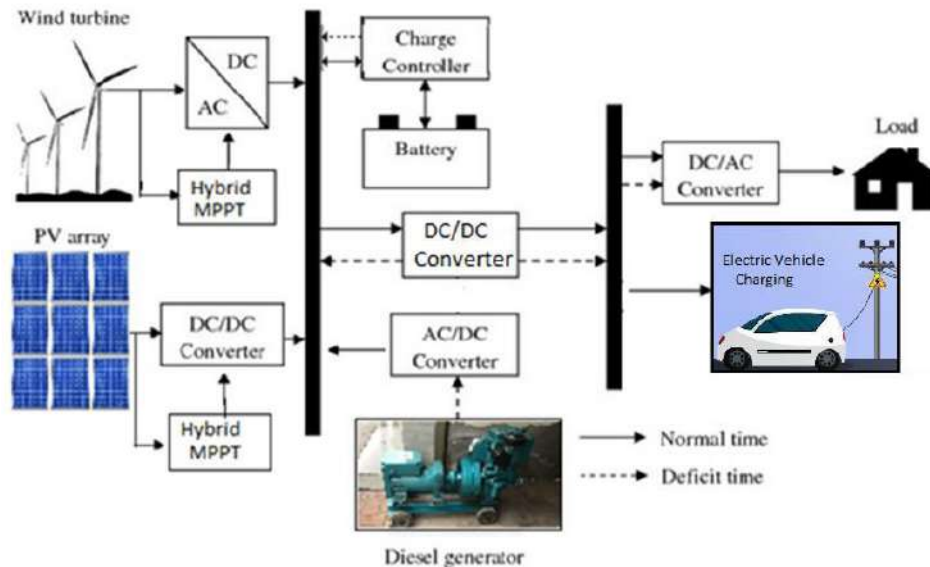 Wind turbine
DC
AC
Hybrid
MPPT
PV array
DC/DC
Converter
Hybrid
MPPT
Charge
Controller
Battery
DC/DC
Converter
AC/DC
Converter
Diesel generator
DC/AC
Converter
Load
Electric Vehicle
Charging
Normal time
Deficit time